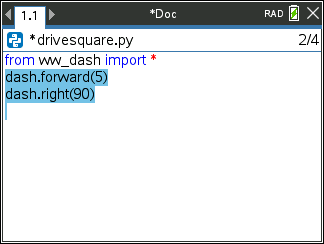 1.1 *Doc RAD
*drivesquare.py 2/4
from ww_dash import *
dash.forward(5)
dash.right(90)